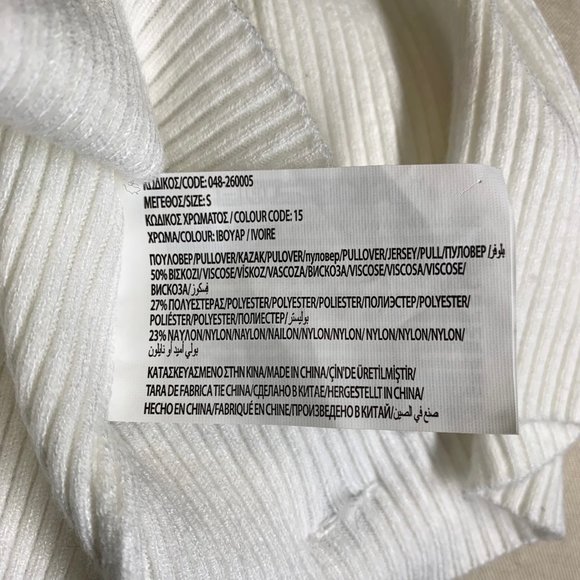 ΚΩΔΙΚΟΣ/CODE: 048-260005
ΜΕΓΕΘΟΣ/SIZE: S
ΚΩΔΙΚΟΣ ΧΡΩΜΑΤΟΣ / COLOUR CODE: 15
ΧΡΩΜΑ/COLOUR: ΙΒΟΥΑΡ / IVOIRE
ΠΟΥΛΟΒΕΡ/PULLOVER/KAZAK/PULOVER/пуловер/PULLOVER/JERSEY/PULL/ПУЛОВЕР /بلوفر
50% ΒΙΣΚΟΖ/VISCOSE/VİSKOZ/VASCOZA/ВИСКОЗА/VISCOSE/VISCOSA/VISCOSE/
ВИСКОЗА/ فِسكوز
27% ΠΟΛΥΕΣΤΕΡΑΣ/POLYESTER/POLYESTER/POLIESTER/ПОЛИЭСТЕР/POLYESTER/
POLIÉSTER/POLYESTER/ПОЛИЕСТЕР/ بوليستر
23% ΝΑΥΛΟΝ/NYLON/NAYLON/NAILON/NYLON/NYLON/ NYLON/NYLON/NYLON/
بولي أميد أو نايلون
ΚΑΤΑΣΚΕΥΑΣΜΕΝΟ ΣΤΗΝ ΚΙΝΑ/MADE IN CHINA/ÇİN'DE ÜRETİLMİŞTİR/
TARA DE FABRICA TIE CHINA/СДЕЛАНО В КИТАЕ/HERGESTELLT IN CHINA/
HECHO EN CHINA/FABRIQUÉ EN CHINE/ПРОИЗВЕДЕНО В КИТАЙ/ صنع في الصين